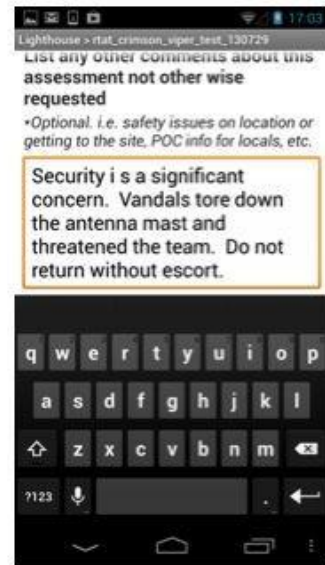 17:03
Lighthouse > rtat_crimson_viper_test_130729
List any other comments about this
assessment not other wise
requested
*Optional. i.e. safety issues on location or
getting to the site, POC info for locals, etc.
Security i s a significant
concern.  Vandals tore down
the antenna mast and
threatened the team.  Do not
return without escort.
q w e r t y u i o p
a s d f g h j k l
z x c v b n m
?123 .